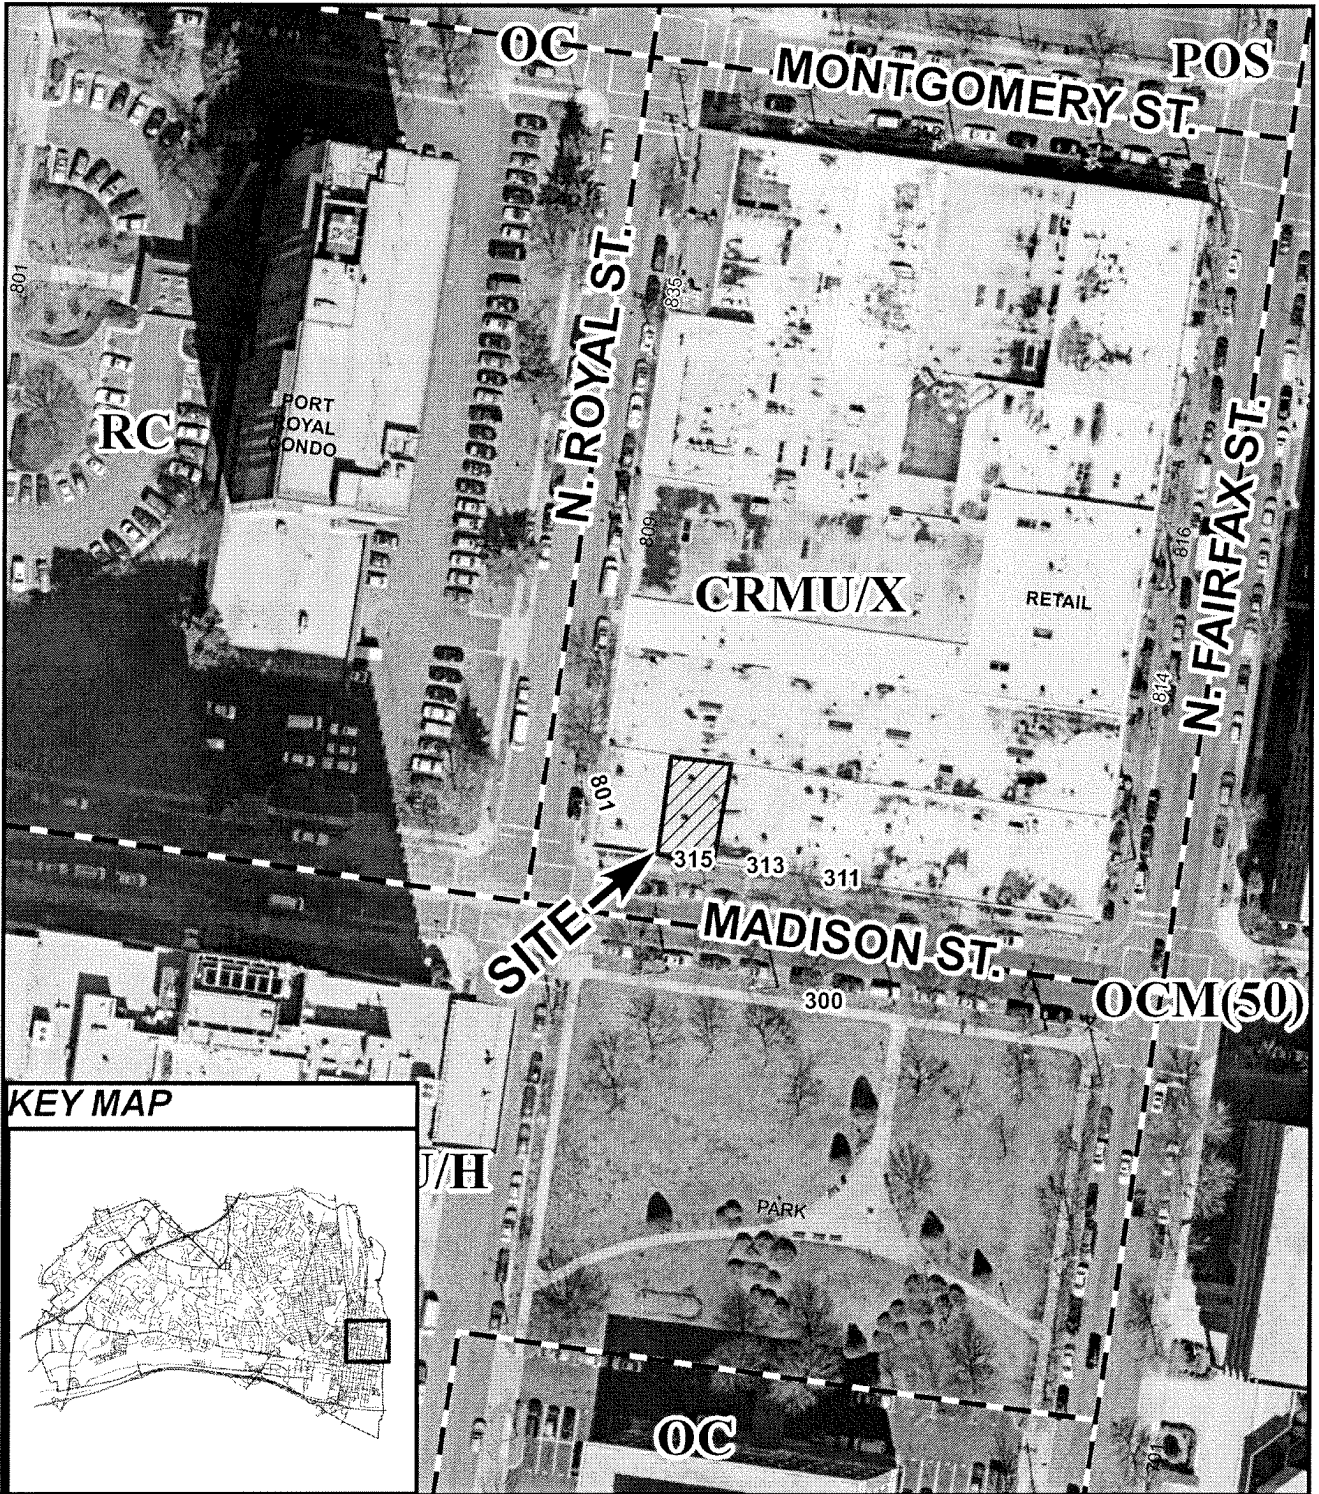 OC
POS
MONTGOMERY ST.
801
835
N. ROYAL ST.
PORT
ROYAL
CONDO
RC
N. FAIRFAX ST.
809
816
CRMU/X
RETAIL
814
801
315
313
311
SITE
MADISON ST.
300
OCM(50)
KEY MAP
U/H
PARK
OC
701